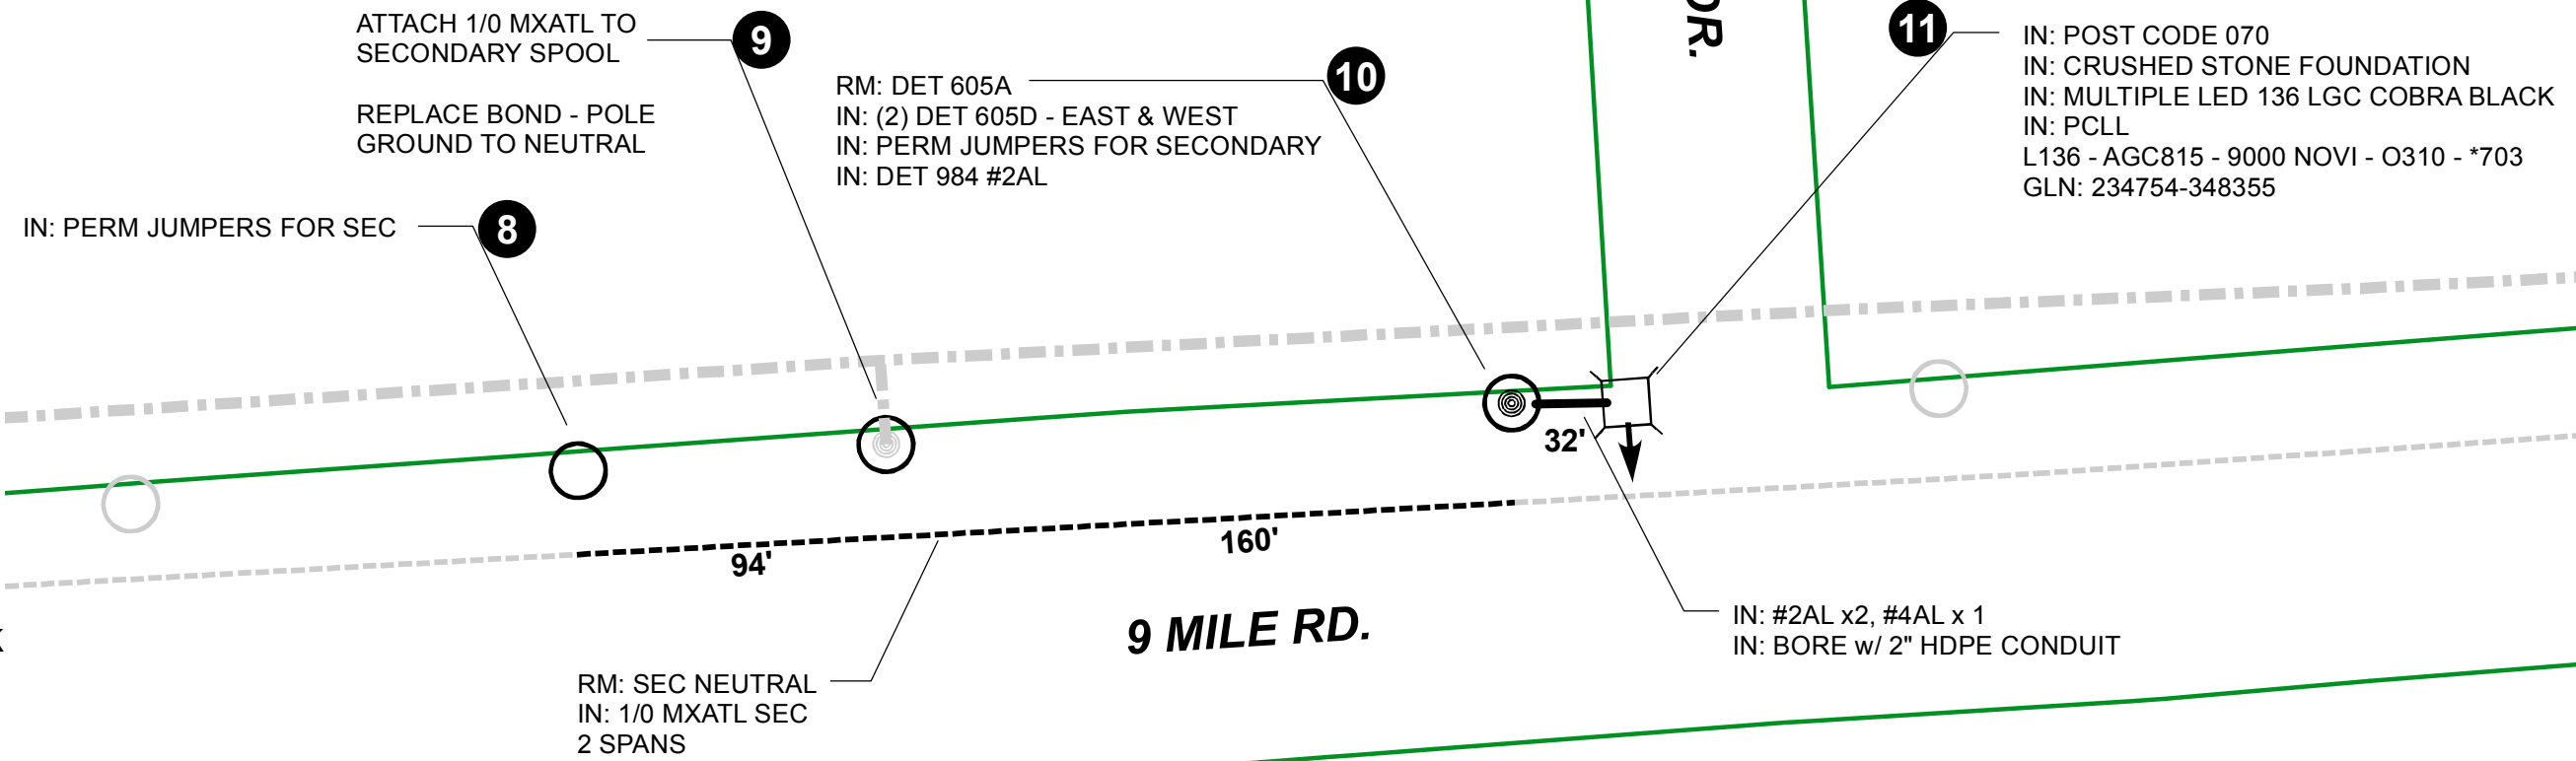 ATTACH 1/0 MXATL TO
SECONDARY SPOOL
REPLACE BOND - POLE
GROUND TO NEUTRAL
9
RM: DET 605A
IN: (2) DET 605D - EAST & WEST
IN: PERM JUMPERS FOR SECONDARY
IN: DET 984 #2AL
10
DR.
11
IN: POST CODE 070
IN: CRUSHED STONE FOUNDATION
IN: MULTIPLE LED 136 LGC COBRA BLACK
IN: PCLL
L136 - AGC815 - 9000 NOVI - O310 - *703
GLN: 234754-348355
IN: PERM JUMPERS FOR SEC
8
32'
94'
160'
9 MILE RD.
RM: SEC NEUTRAL
IN: 1/0 MXATL SEC
2 SPANS
IN: #2AL x2, #4AL x 1
IN: BORE w/ 2" HDPE CONDUIT